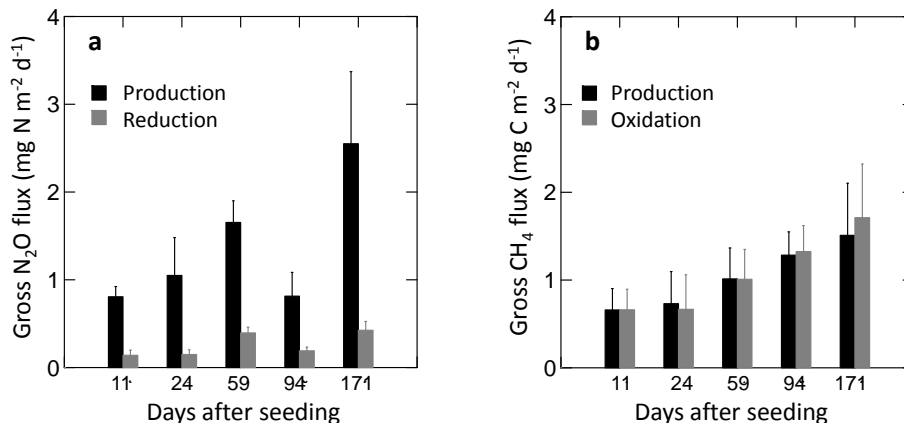 a
Production
Reduction
Gross N₂O flux (mg N m⁻² d⁻¹)
4
3
2
1
0
11 24 59 94 171
Days after seeding
b
Production
Oxidation
Gross CH₄ flux (mg C m⁻² d⁻¹)
4
3
2
1
0
11 24 59 94 171
Days after seeding